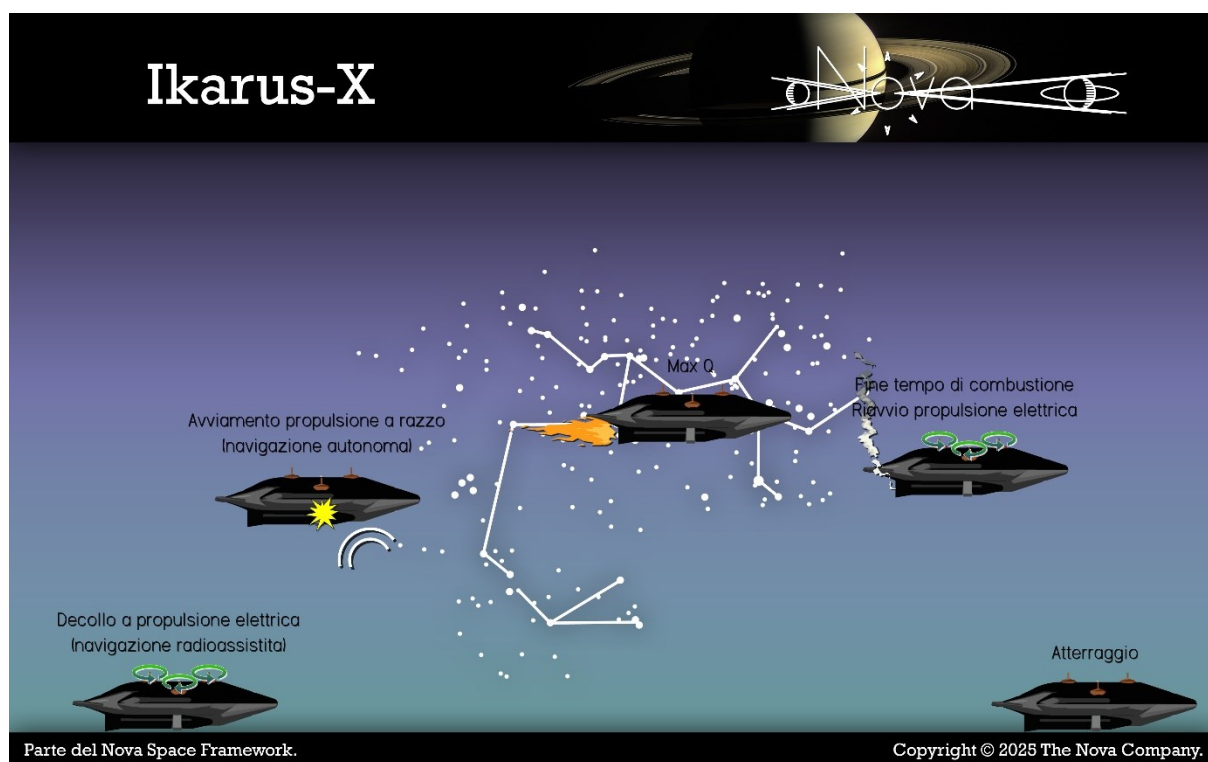 Ikarus-X
Nova
Max Q
Fine tempo di combustione
Riavvio propulsione elettrica
Avviamento propulsione a razzo
(navigazione autonoma)
Decollo a propulsione elettrica
(navigazione radioassistita)
Atterraggio
Parte del Nova Space Framework.
Copyright © 2025 The Nova Company.